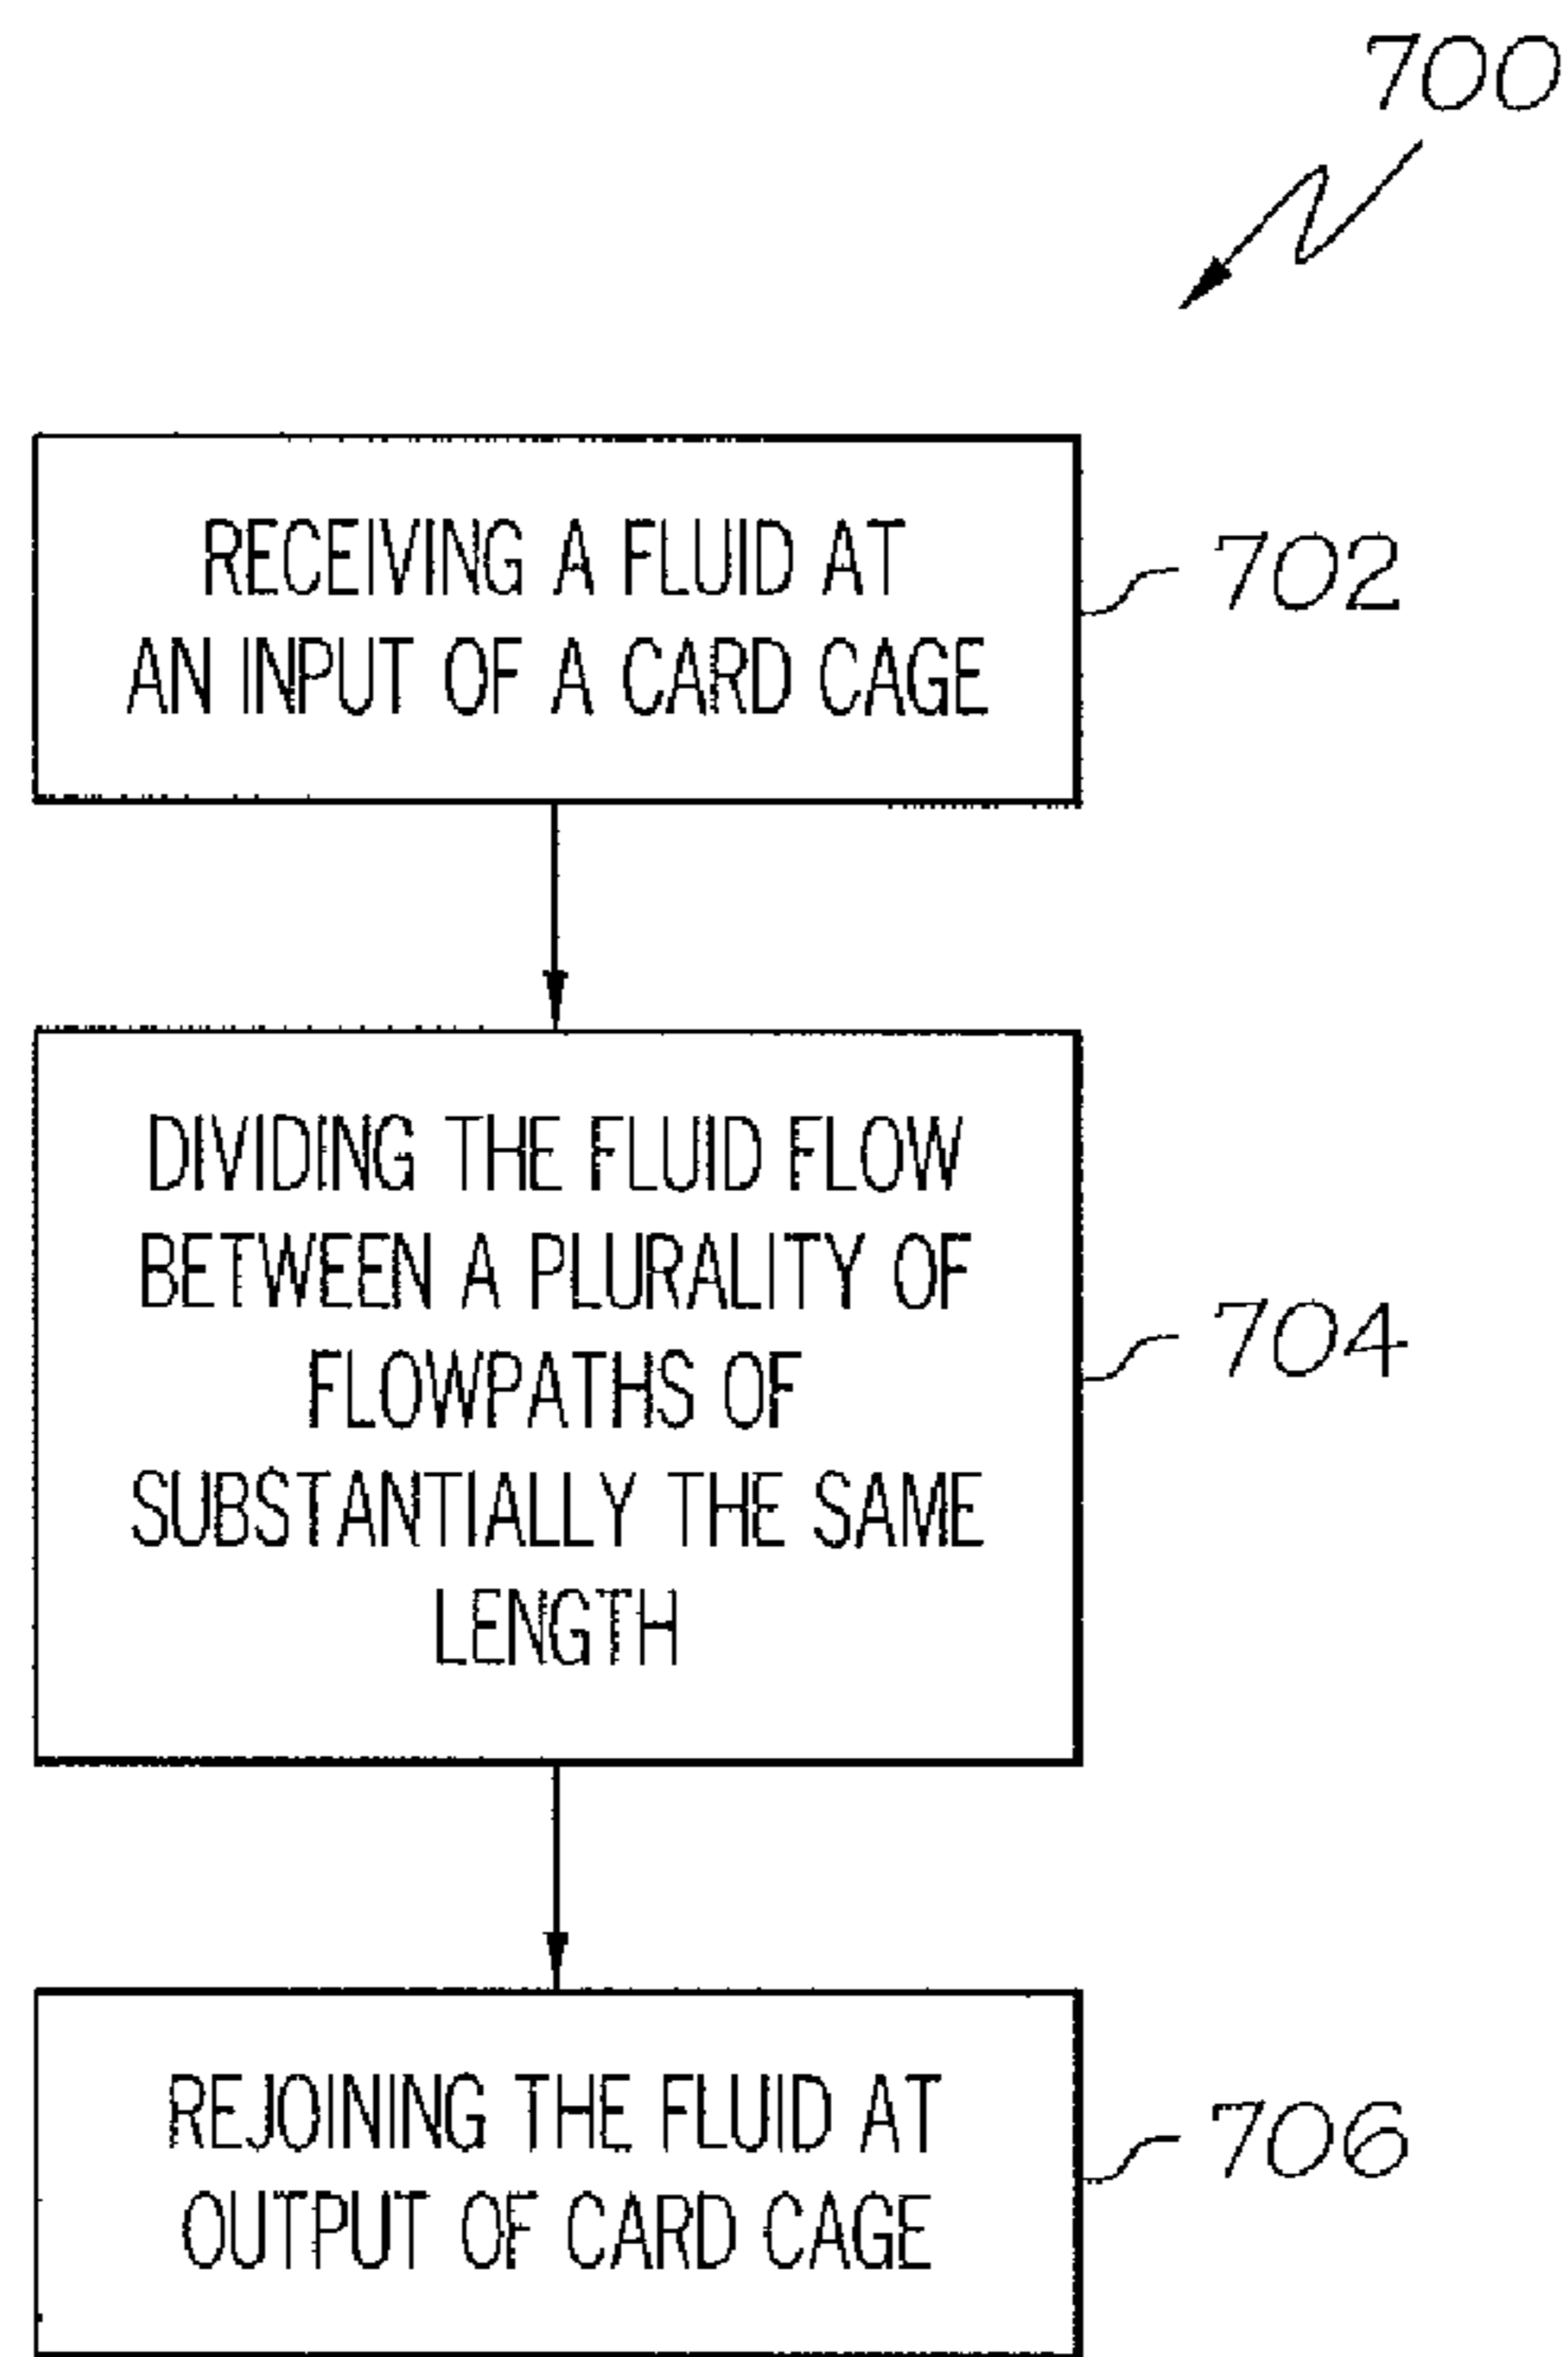 700
RECEIVING A FLUID AT
AN INPUT OF A CARD CAGE
702
DIVIDING THE FLUID FLOW
BETWEEN A PLURALITY OF
FLOWPATHS OF
SUBSTANTIALLY THE SAME
LENGTH
704
REJOINING THE FLUID AT
OUTPUT OF CARD CAGE
706